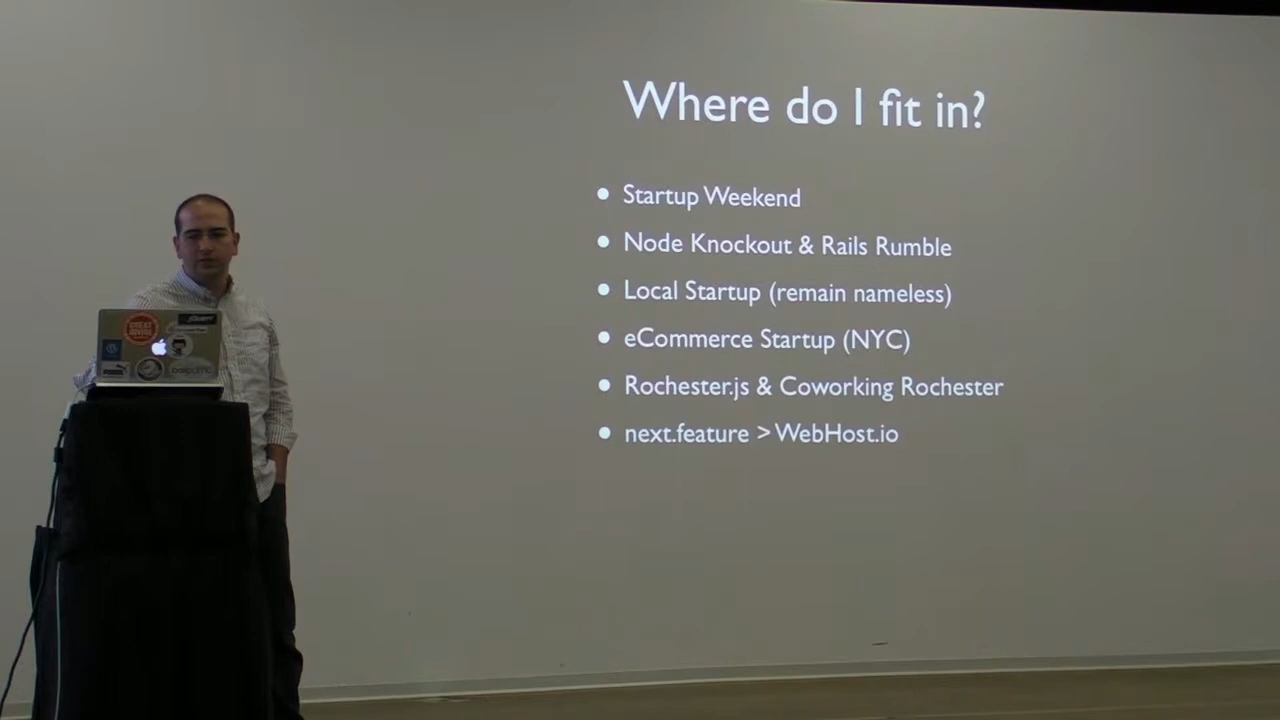 Where do I fit in?
Startup Weekend
Node Knockout & Rails Rumble
Local Startup (remain nameless)
eCommerce Startup (NYC)
Rochester.js & Coworking Rochester
next.feature > WebHost.io